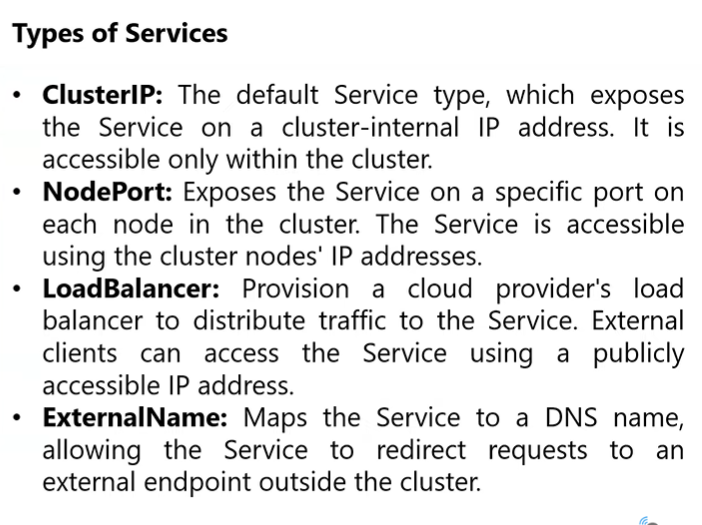 Types of Services
• ClusterIP: The default Service type, which exposes
the Service on a cluster-internal IP address. It is
accessible only within the cluster.
• NodePort: Exposes the Service on a specific port on
each node in the cluster. The Service is accessible
using the cluster nodes' IP addresses.
• LoadBalancer: Provision a cloud provider's load
balancer to distribute traffic to the Service. External
clients can access the Service using a publicly
accessible IP address.
• ExternalName: Maps the Service to a DNS name,
allowing the Service to redirect requests to an
external endpoint outside the cluster.